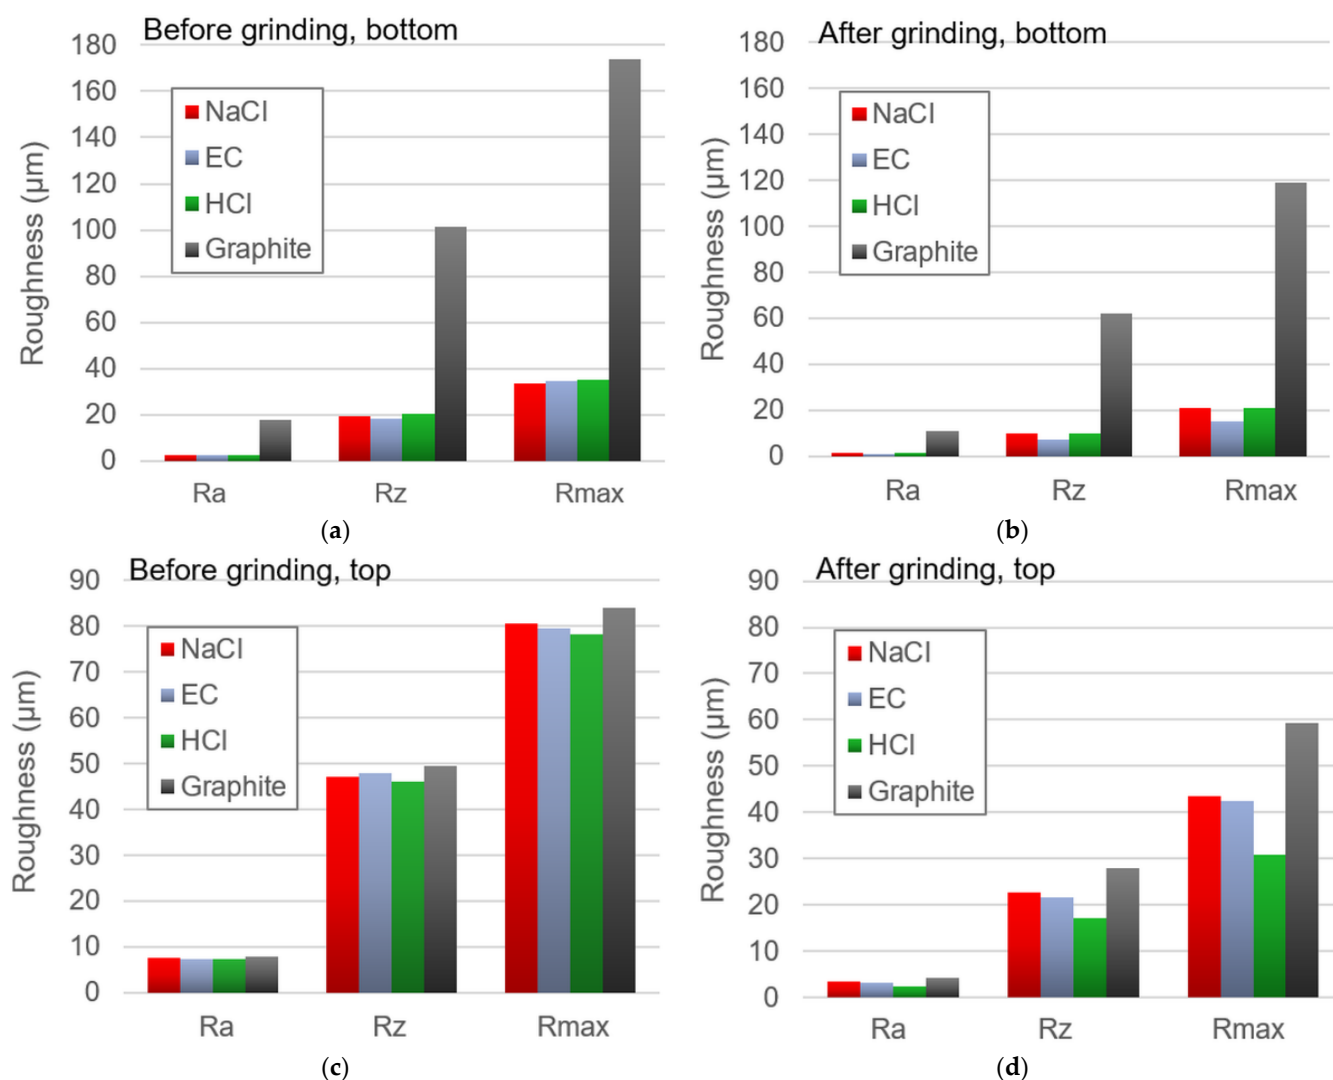 Before grinding, bottom
180
160
140
120
100
80
60
40
20
0
Roughness (µm)
NaCl
EC
HCl
Graphite
Ra Rz Rmax
(a)
After grinding, bottom
180
160
140
120
100
80
60
40
20
0
Roughness (µm)
NaCl
EC
HCl
Graphite
Ra Rz Rmax
(b)
Before grinding, top
90
80
70
60
50
40
30
20
10
0
Roughness (µm)
NaCl
EC
HCl
Graphite
Ra Rz Rmax
(c)
After grinding, top
90
80
70
60
50
40
30
20
10
0
Roughness (µm)
NaCl
EC
HCl
Graphite
Ra Rz Rmax
(d)